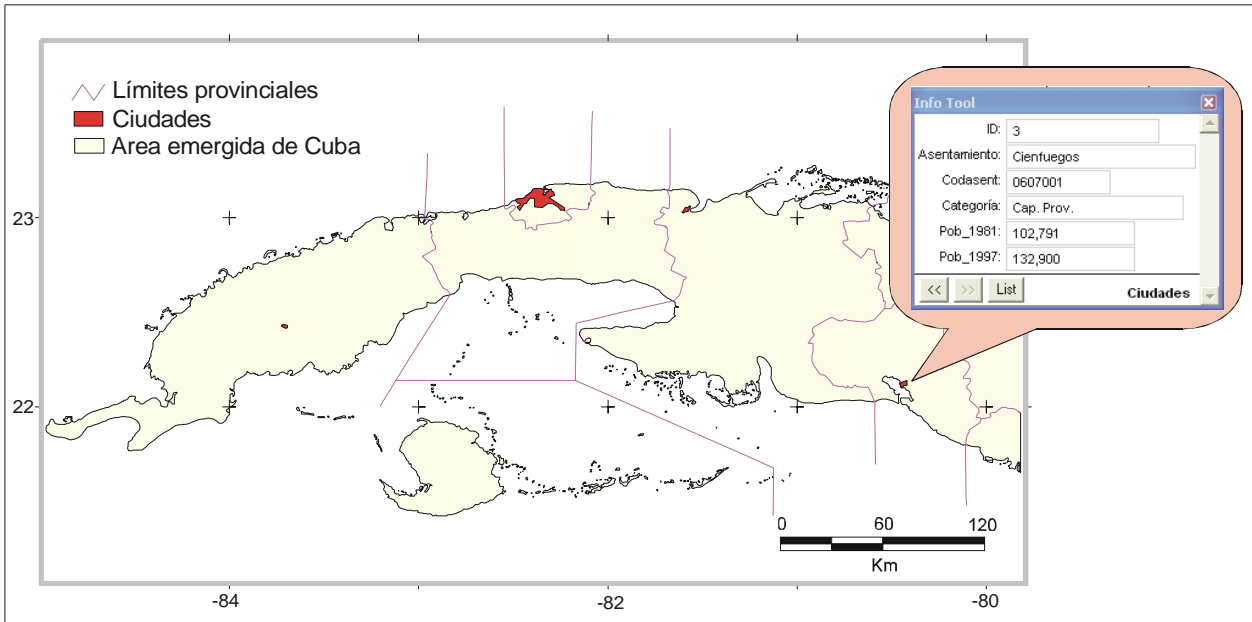 Límites provinciales
Ciudades
Area emergida de Cuba
Info Tool
ID: 3
Asentamiento: Cienfuegos
Codasent: 0607001
Categoría: Cap. Prov.
Pob_1981: 102,791
Pob_1997: 132,900
<< >> List Ciudades
23
22
0 60 120
Km
-84 -82 -80